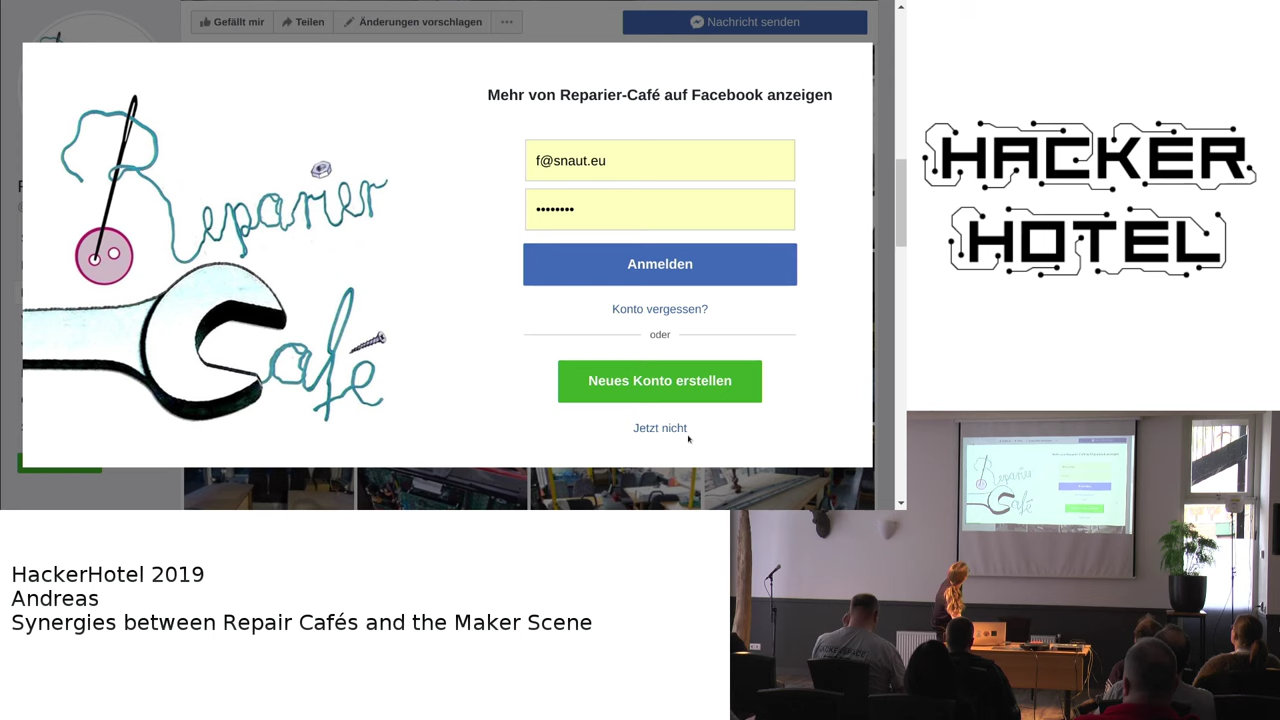 Gefällt mir
Teilen
Änderungen vorschlagen
Nachricht senden
Mehr von Reparier-Café auf Facebook anzeigen
Reparier
Café
f@snaut.eu
••••••••
Anmelden
Konto vergessen?
oder
Neues Konto erstellen
Jetzt nicht
HACKER
HOTEL
HackerHotel 2019
Andreas
Synergies between Repair Cafés and the Maker Scene